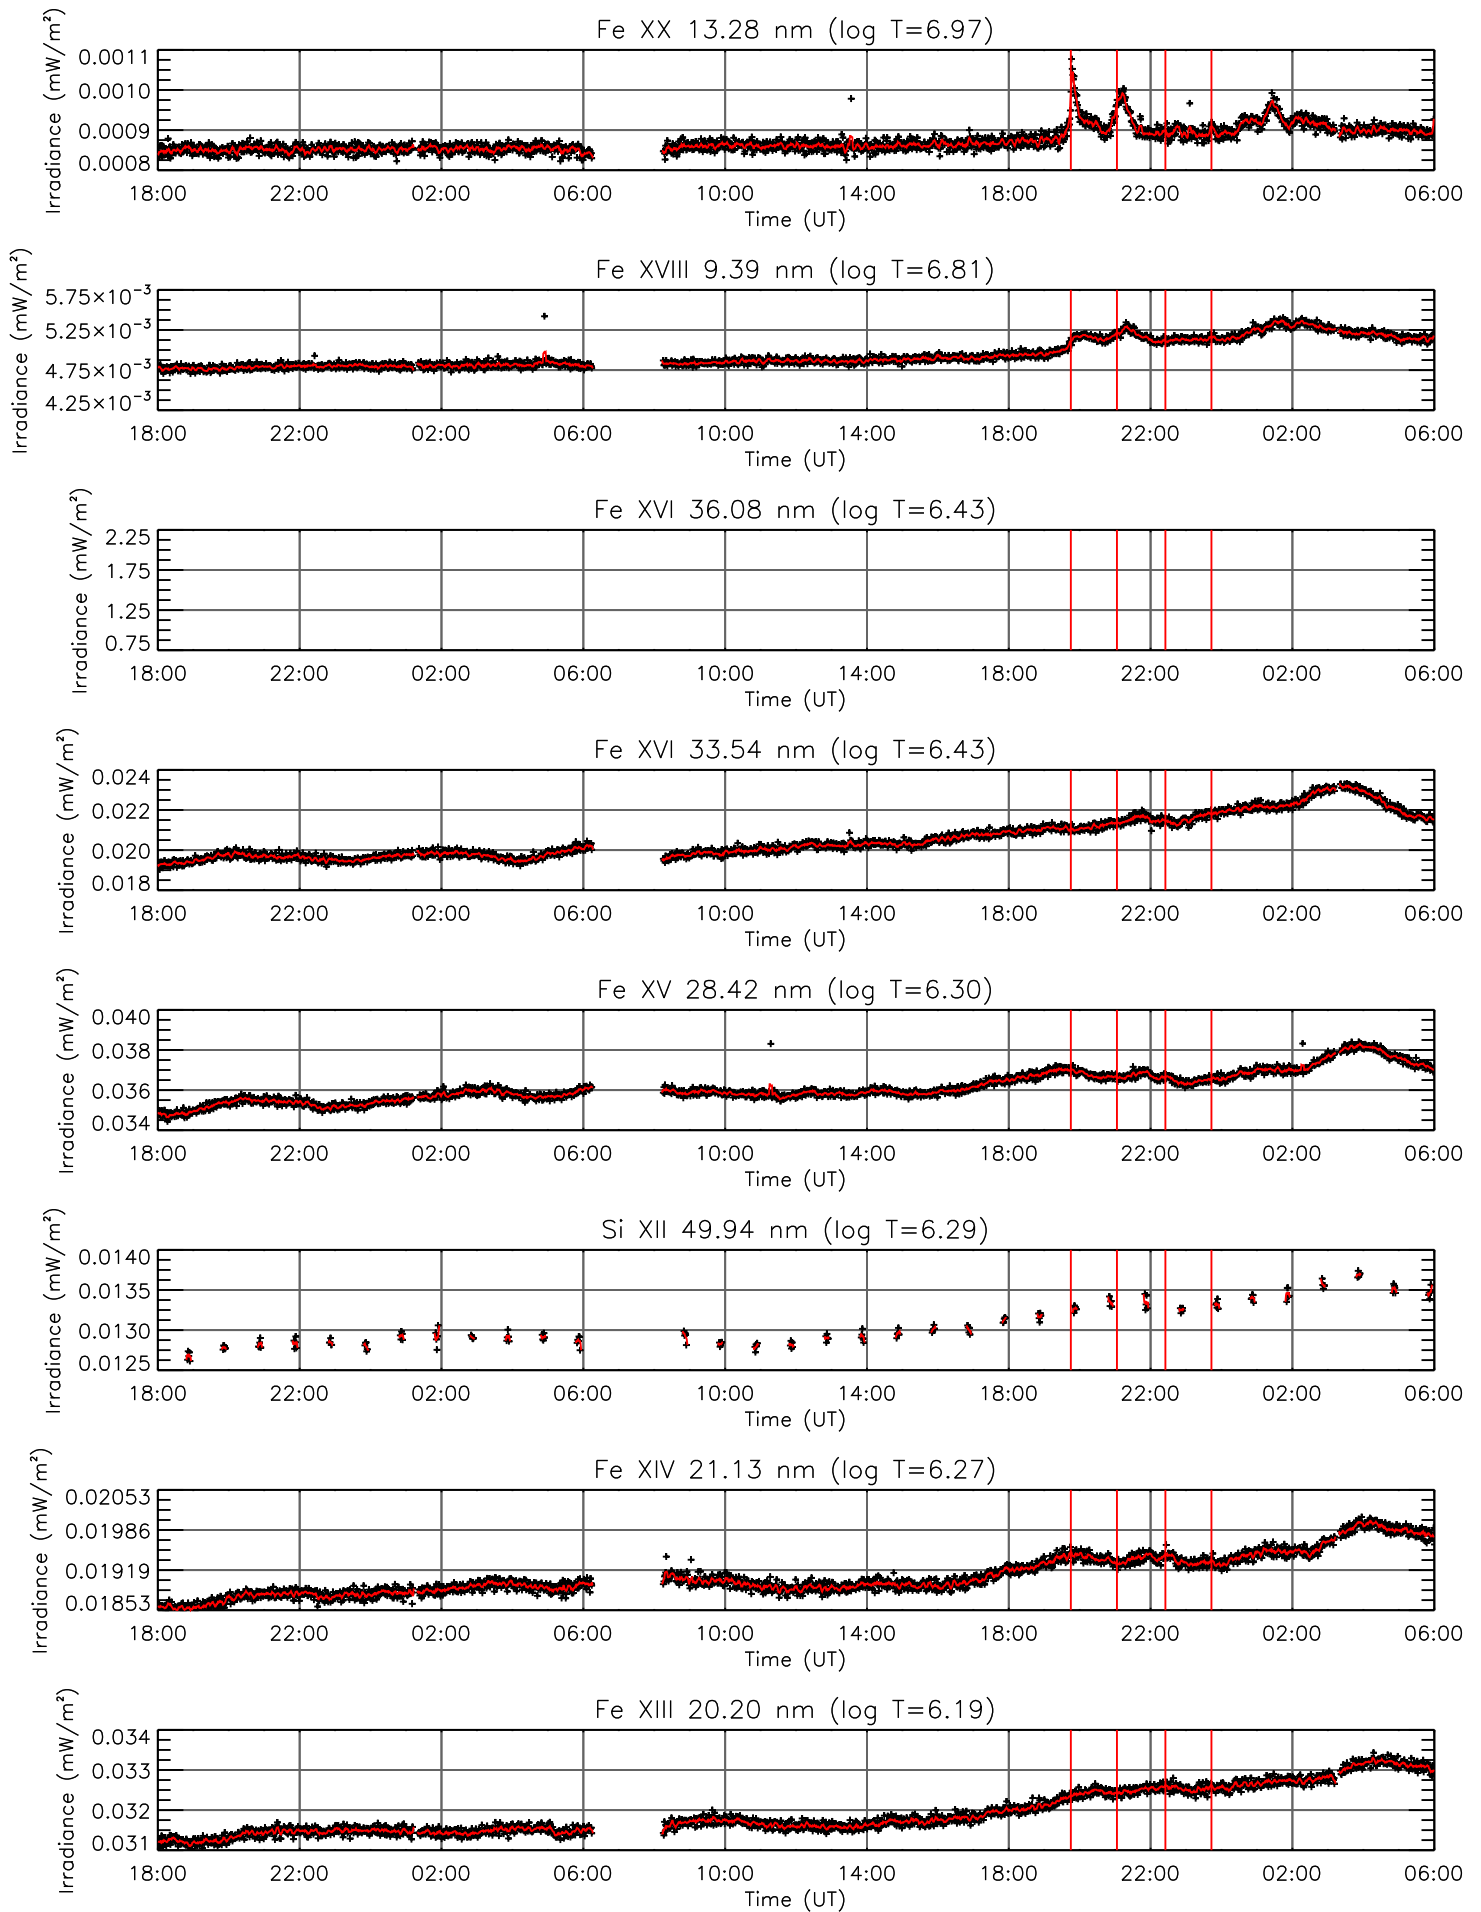 Fe XX 13.28 nm (log T=6.97)
Irradiance (mW/m²)
0.0011
0.0010
0.0009
0.0008
18:00 22:00 02:00 06:00 10:00 14:00 18:00 22:00 02:00 06:00
Time (UT)
Fe XVIII 9.39 nm (log T=6.81)
Irradiance (mW/m²)
5.75×10⁻³
5.25×10⁻³
4.75×10⁻³
4.25×10⁻³
18:00 22:00 02:00 06:00 10:00 14:00 18:00 22:00 02:00 06:00
Time (UT)
Fe XVI 36.08 nm (log T=6.43)
Irradiance (mW/m²)
2.25
1.75
1.25
0.75
18:00 22:00 02:00 06:00 10:00 14:00 18:00 22:00 02:00 06:00
Time (UT)
Fe XVI 33.54 nm (log T=6.43)
Irradiance (mW/m²)
0.024
0.022
0.020
0.018
18:00 22:00 02:00 06:00 10:00 14:00 18:00 22:00 02:00 06:00
Time (UT)
Fe XV 28.42 nm (log T=6.30)
Irradiance (mW/m²)
0.040
0.038
0.036
0.034
18:00 22:00 02:00 06:00 10:00 14:00 18:00 22:00 02:00 06:00
Time (UT)
Si XII 49.94 nm (log T=6.29)
Irradiance (mW/m²)
0.0140
0.0135
0.0130
0.0125
18:00 22:00 02:00 06:00 10:00 14:00 18:00 22:00 02:00 06:00
Time (UT)
Fe XIV 21.13 nm (log T=6.27)
Irradiance (mW/m²)
0.02053
0.01986
0.01919
0.01853
18:00 22:00 02:00 06:00 10:00 14:00 18:00 22:00 02:00 06:00
Time (UT)
Fe XIII 20.20 nm (log T=6.19)
Irradiance (mW/m²)
0.034
0.033
0.032
0.031
18:00 22:00 02:00 06:00 10:00 14:00 18:00 22:00 02:00 06:00
Time (UT)